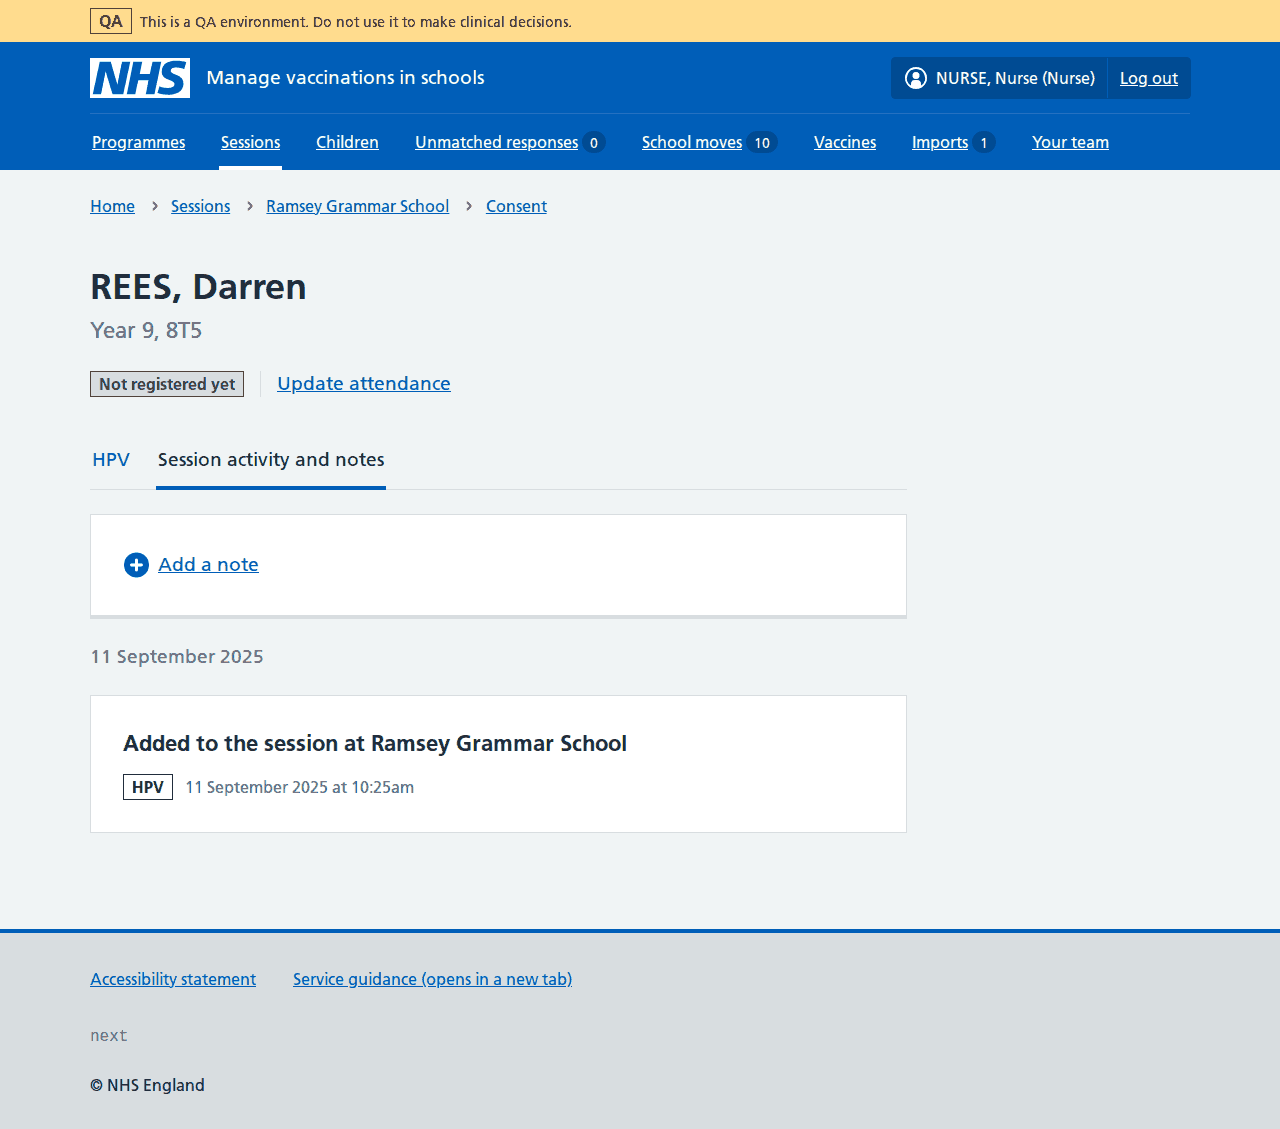 QA This is a QA environment. Do not use it to make clinical decisions.
NHS Manage vaccinations in schools NURSE, Nurse (Nurse) Log out
Programmes Sessions Children Unmatched responses 0 School moves 10 Vaccines Imports 1 Your team
Home Sessions Ramsey Grammar School Consent
REES, Darren
Year 9, 8T5
Not registered yet Update attendance
HPV Session activity and notes
Add a note
11 September 2025
Added to the session at Ramsey Grammar School
HPV 11 September 2025 at 10:25am
Accessibility statement Service guidance (opens in a new tab)
next
© NHS England